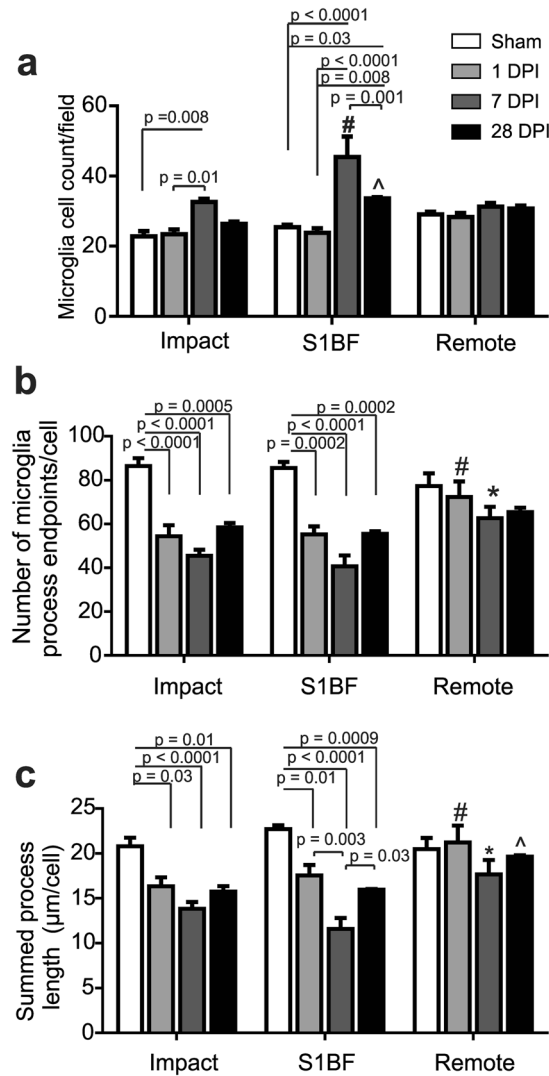 a
Sham
1 DPI
7 DPI
28 DPI
p < 0.0001
p = 0.03
p < 0.0001
p = 0.008
p = 0.001
p =0.008
p = 0.01
#
^
Microglia cell count/field
60
40
20
0
Impact S1BF Remote
b
p = 0.0005
p < 0.0001
p < 0.0001
p = 0.0002
p < 0.0001
p = 0.0002
#
*
Number of microglia
process endpoints/cell
100
80
60
40
20
0
Impact S1BF Remote
c
p = 0.01
p < 0.0001
p = 0.03
p = 0.0009
p < 0.0001
p = 0.01
p = 0.003
p = 0.03
#
*
^
Summed process
length (µm/cell)
25
20
15
10
5
0
Impact S1BF Remote